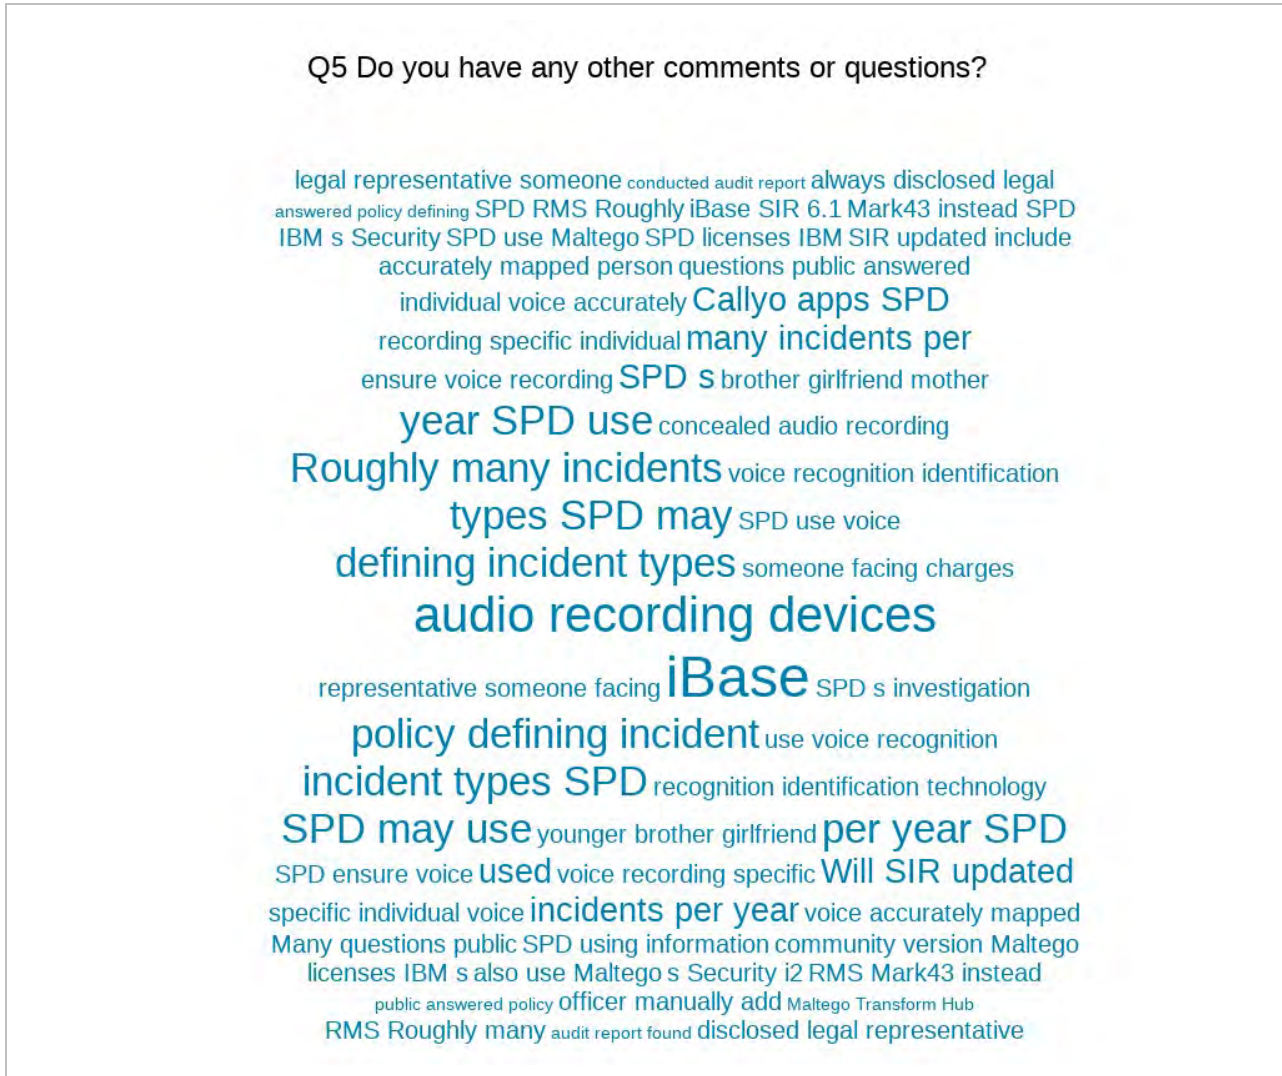 Q5 Do you have any other comments or questions?
legal representative someone conducted audit report always disclosed legal
answered policy defining SPD RMS Roughly iBase SIR 6.1 Mark43 instead SPD
IBM s Security SPD use Maltego SPD licenses IBM SIR updated include
accurately mapped person questions public answered
individual voice accurately Callyo apps SPD
recording specific individual many incidents per
ensure voice recording SPD s brother girlfriend mother
year SPD use concealed audio recording
Roughly many incidents voice recognition identification
types SPD may SPD use voice
defining incident types someone facing charges
audio recording devices
representative someone facing iBase SPD s investigation
policy defining incident use voice recognition
incident types SPD recognition identification technology
SPD may use younger brother girlfriend per year SPD
SPD ensure voice used voice recording specific Will SIR updated
specific individual voice incidents per year voice accurately mapped
Many questions public SPD using information community version Maltego
licenses IBM s also use Maltego s Security i2 RMS Mark43 instead
public answered policy officer manually add Maltego Transform Hub
RMS Roughly many audit report found disclosed legal representative